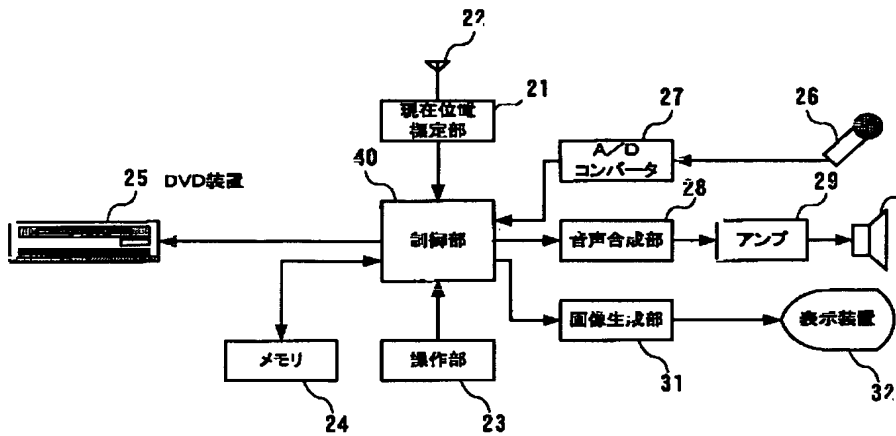 22
現在位置
標定部
21
27
26
A/D
コンバータ
40
25
DVD装置
28
29
制御部
音声合成部
アンプ
画像生成部
表示装置
メモリ
操作部
31
32
24
23